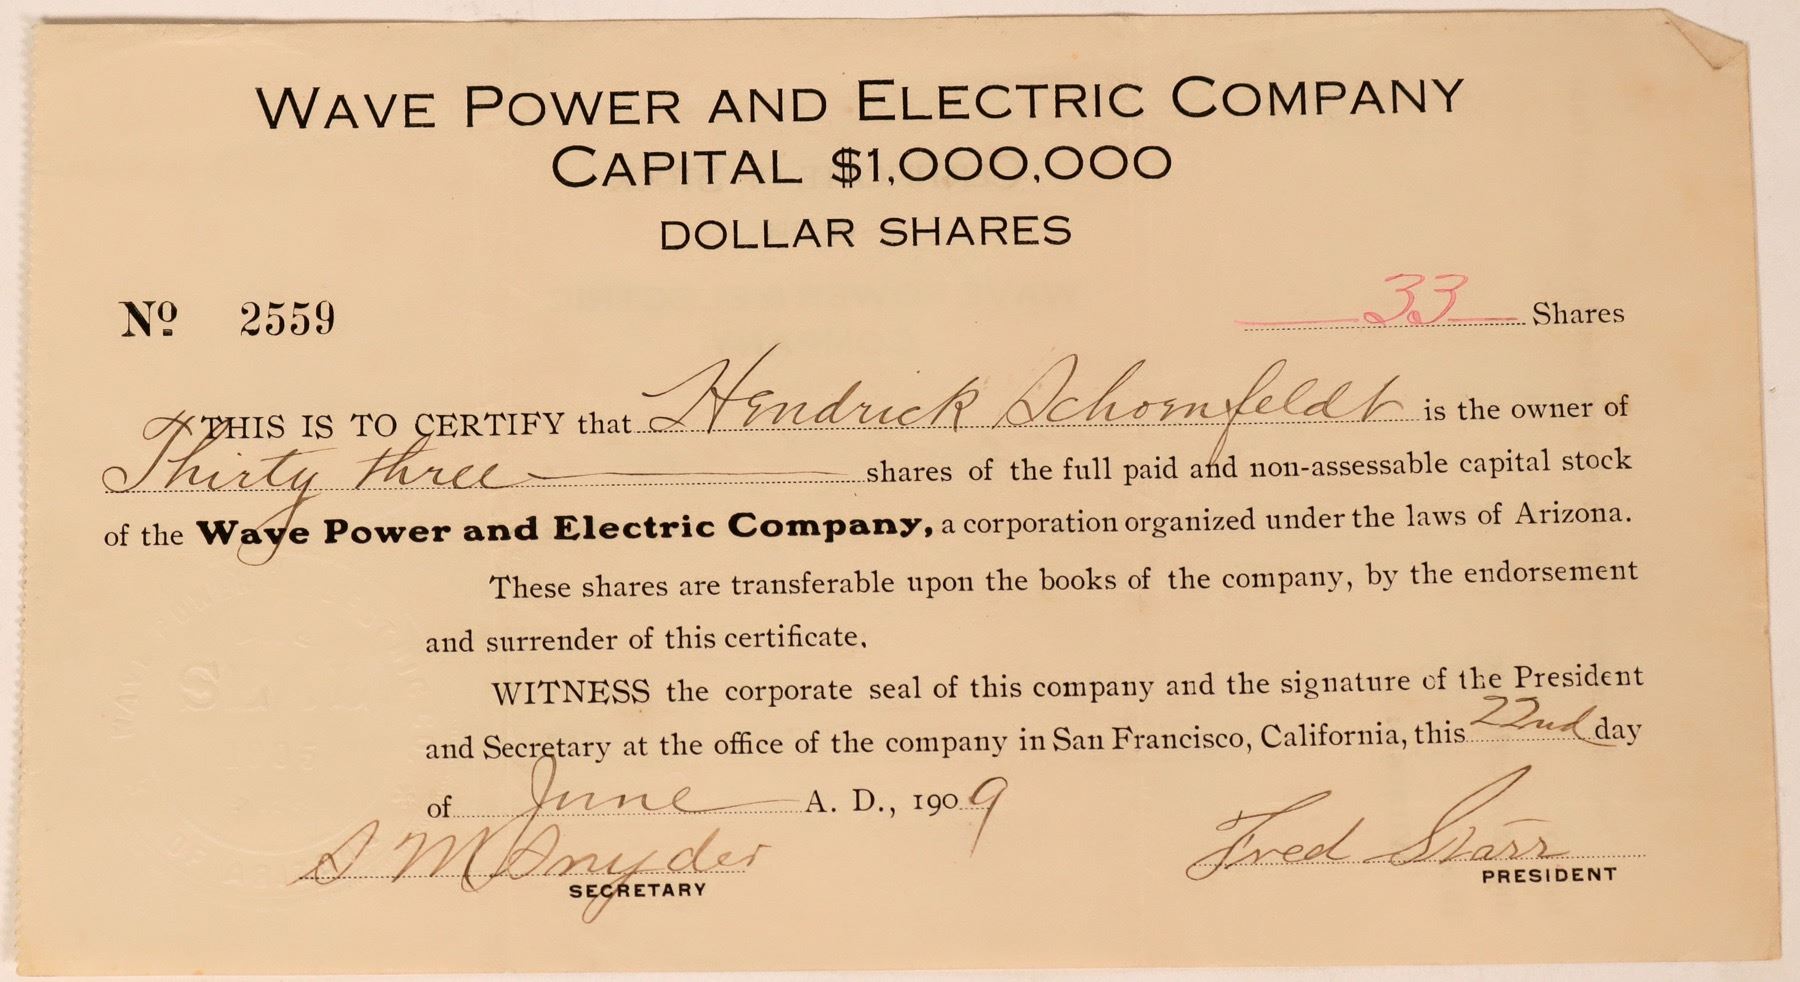 WAVE POWER AND ELECTRIC COMPANY
CAPITAL $1,000,000
DOLLAR SHARES
No 2559
33 Shares
THIS IS TO CERTIFY that Hendrick Schomfeldt is the owner of
Thirty three shares of the full paid and non-assessable capital stock
of the Wave Power and Electric Company, a corporation organized under the laws of Arizona.
These shares are transferable upon the books of the company, by the endorsement
and surrender of this certificate.
WITNESS the corporate seal of this company and the signature of the President
and Secretary at the office of the company in San Francisco, California, this 22nd day
of June A. D., 1909
S M Snyder
SECRETARY
Fred Starr
PRESIDENT